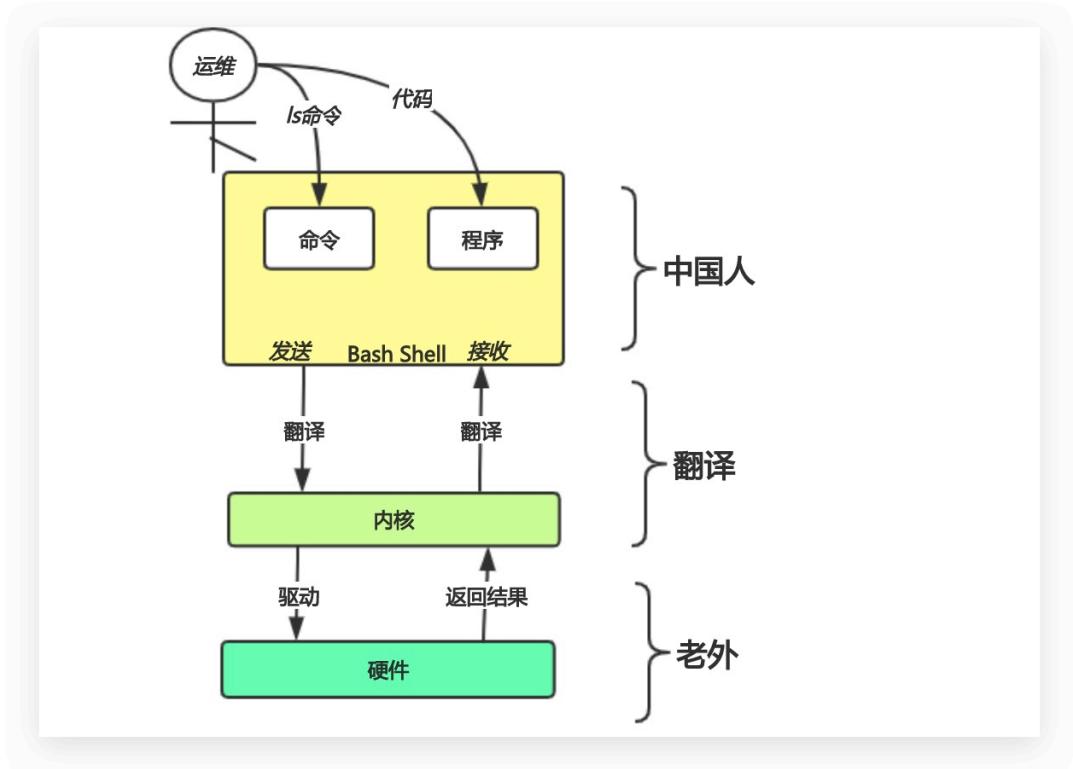 运维
ls命令
代码
命令
程序
中国人
发送
Bash Shell
接收
翻译
翻译
翻译
内核
驱动
返回结果
老外
硬件